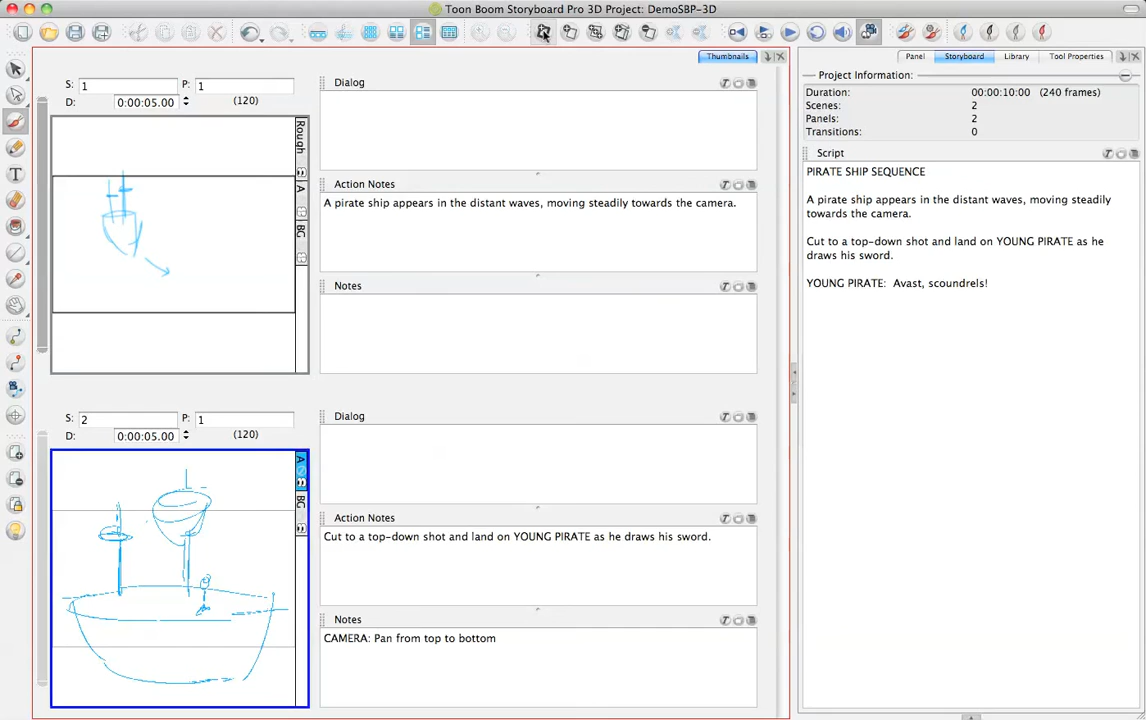 Toon Boom Storyboard Pro 3D Project: DemoSBP-3D
Thumbnails
Panel
Storyboard
Library
Tool Properties
S: 1 P: 1
D: 0:00:05.00 (120)
Rough
A
BG
Dialog
Action Notes
A pirate ship appears in the distant waves, moving steadily towards the camera.
Notes
S: 2 P: 1
D: 0:00:05.00 (120)
A
BG
Dialog
Action Notes
Cut to a top-down shot and land on YOUNG PIRATE as he draws his sword.
Notes
CAMERA: Pan from top to bottom
Project Information:
Duration: 00:00:10:00 (240 frames)
Scenes: 2
Panels: 2
Transitions: 0
Script
PIRATE SHIP SEQUENCE
A pirate ship appears in the distant waves, moving steadily
towards the camera.
Cut to a top-down shot and land on YOUNG PIRATE as he
draws his sword.
YOUNG PIRATE: Avast, scoundrels!